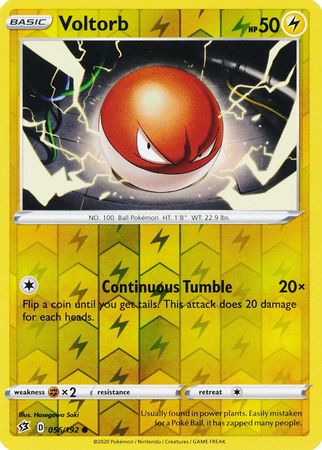 BASIC Voltorb HP 50
NO. 100 Ball Pokémon HT: 1'8" WT: 22.9 lbs.
Continuous Tumble 20×
Flip a coin until you get tails. This attack does 20 damage
for each heads.
weakness ×2 resistance retreat
Illus. Hasegawa Saki
D 056/192
Usually found in power plants. Easily mistaken
for a Poké Ball, it has zapped many people.
©2020 Pokémon / Nintendo / Creatures / GAME FREAK